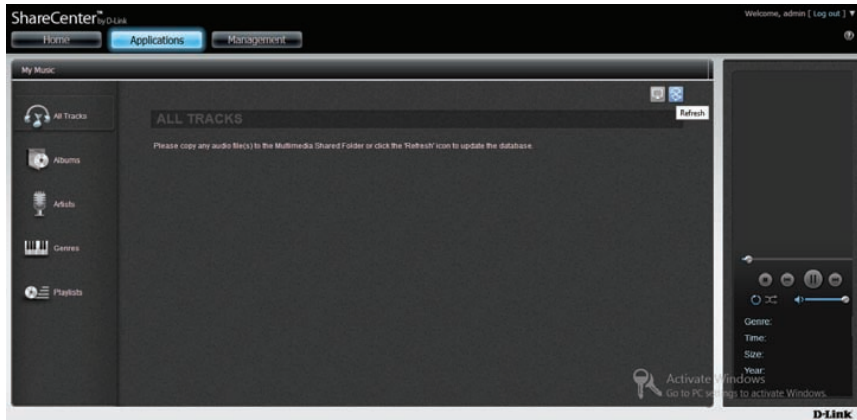 ShareCenter™ by D-Link
Welcome, admin [ Log out ]
Home Applications Management
My Music
Refresh
All Tracks
ALL TRACKS
Please copy any audio file(s) to the Multimedia Shared Folder or click the 'Refresh' icon to update the database.
Albums
Artists
Genres
Playlists
Genre:
Time:
Size:
Year:
Activate Windows
Go to PC settings to activate Windows.
D-Link